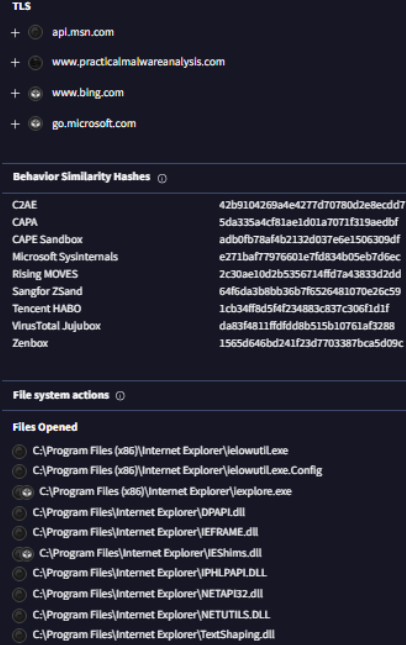 TLS
+ api.msn.com
+ www.practicalmalwareanalysis.com
+ www.bing.com
+ go.microsoft.com
Behavior Similarity Hashes
C2AE 42b9104269a4e4277d70780d2e8ecdd7
CAPA 5da335a4cf81ae1d01a7071f319aedbf
CAPE Sandbox adb0fb78af4b2132d037e6e1506309df
Microsoft Sysinternals e271baf77976601e7fd834b05eb7d6ec
Rising MOVES 2c30ae10d2b5356714ffd7a43833d2dd
Sangfor ZSand 64f6da3b8bb36b7f6526481070e26c59
Tencent HABO 1cb34ff8d5f4f234883c837c306f1d1f
VirusTotal Jujubox da83f4811ffdfdd8b515b10761af3288
Zenbox 1565d646bd241f23d7703387bca5d09c
File system actions
Files Opened
C:\Program Files (x86)\Internet Explorer\ielowutil.exe
C:\Program Files (x86)\Internet Explorer\ielowutil.exe.Config
C:\Program Files (x86)\Internet Explorer\iexplore.exe
C:\Program Files\Internet Explorer\DPAPI.dll
C:\Program Files\Internet Explorer\IEFRAME.dll
C:\Program Files\Internet Explorer\IEShims.dll
C:\Program Files\Internet Explorer\IPHLPAPI.DLL
C:\Program Files\Internet Explorer\NETAPI32.dll
C:\Program Files\Internet Explorer\NETUTILS.DLL
C:\Program Files\Internet Explorer\TextShaping.dll